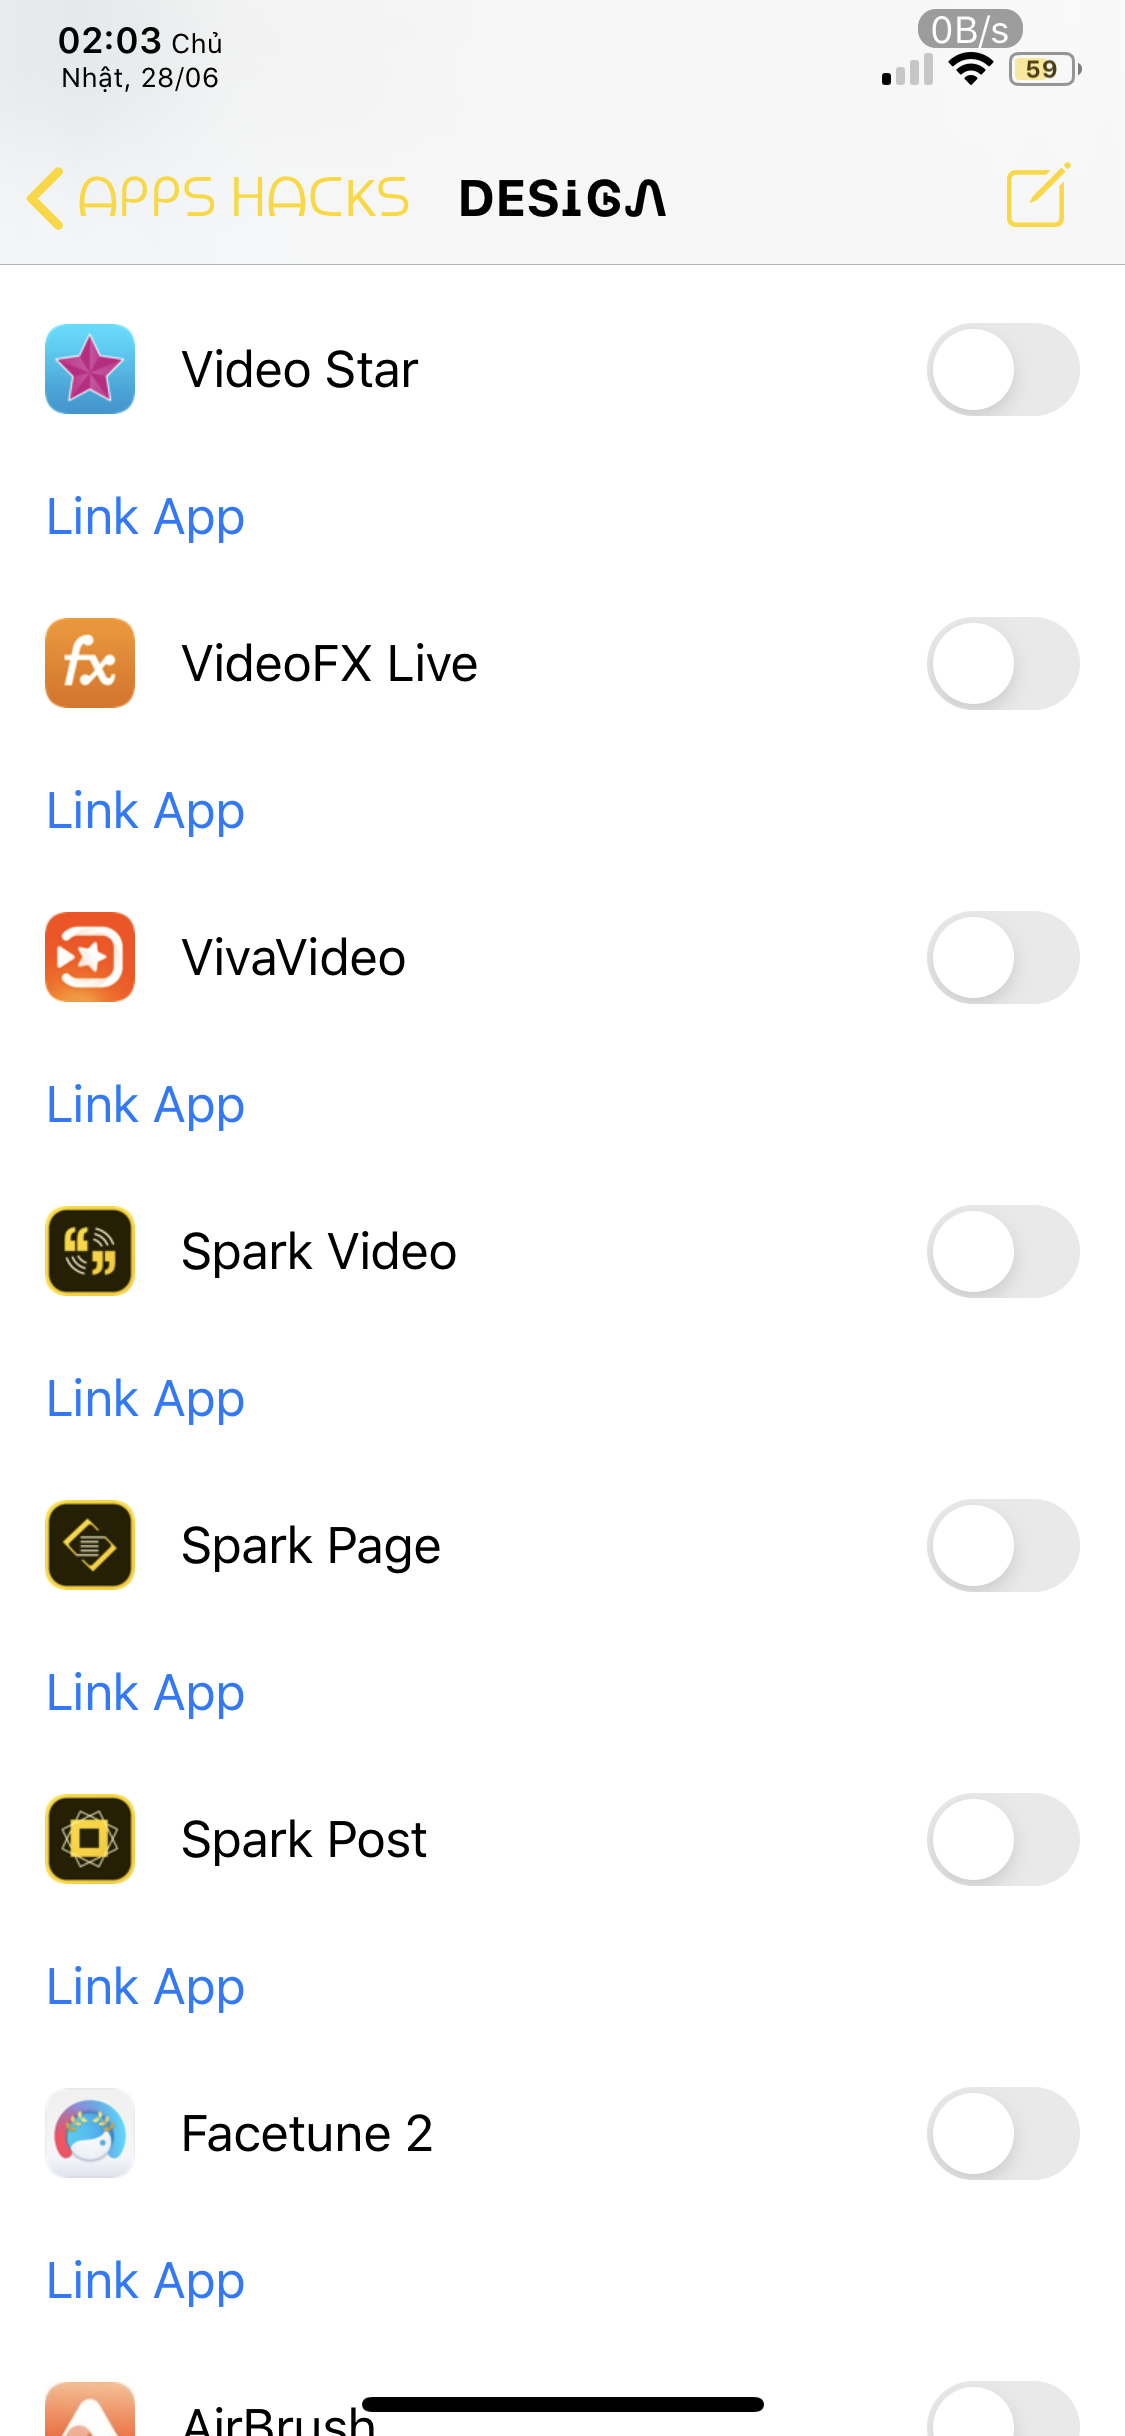 02:03 Chủ
Nhật, 28/06
0B/s
59
APPS HACKS
DESiGN
Video Star
Link App
fx
VideoFX Live
Link App
VivaVideo
Link App
Spark Video
Link App
Spark Page
Link App
Spark Post
Link App
Facetune 2
Link App
AirBrush